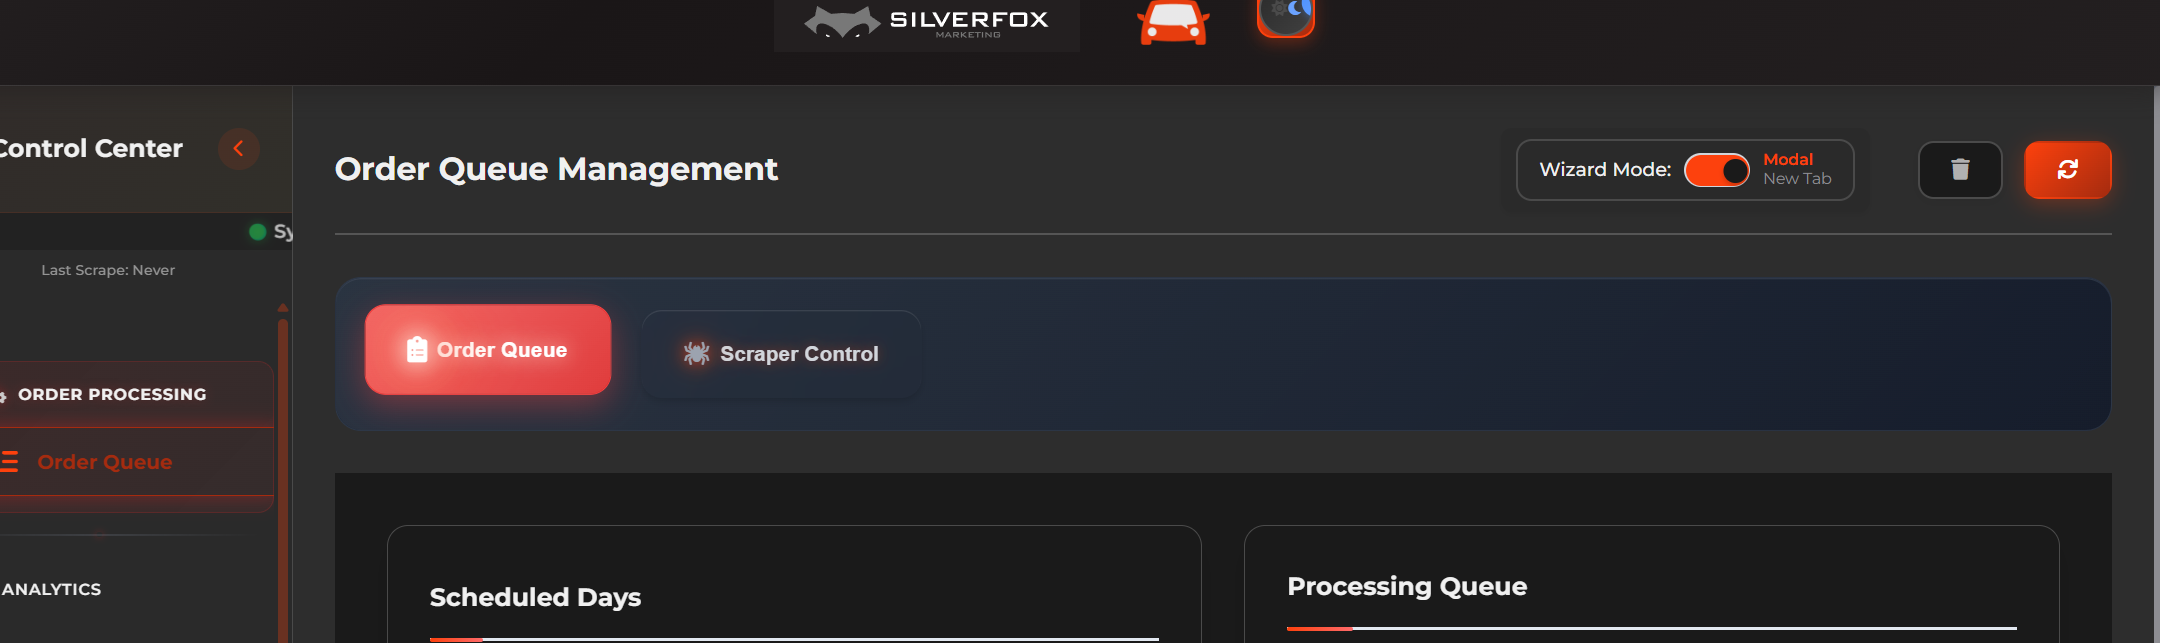 SILVERFOX
MARKETING
Control Center
Sy
Last Scrape: Never
ORDER PROCESSING
Order Queue
ANALYTICS
Order Queue Management
Wizard Mode:
Modal
New Tab
Order Queue
Scraper Control
Scheduled Days
Processing Queue